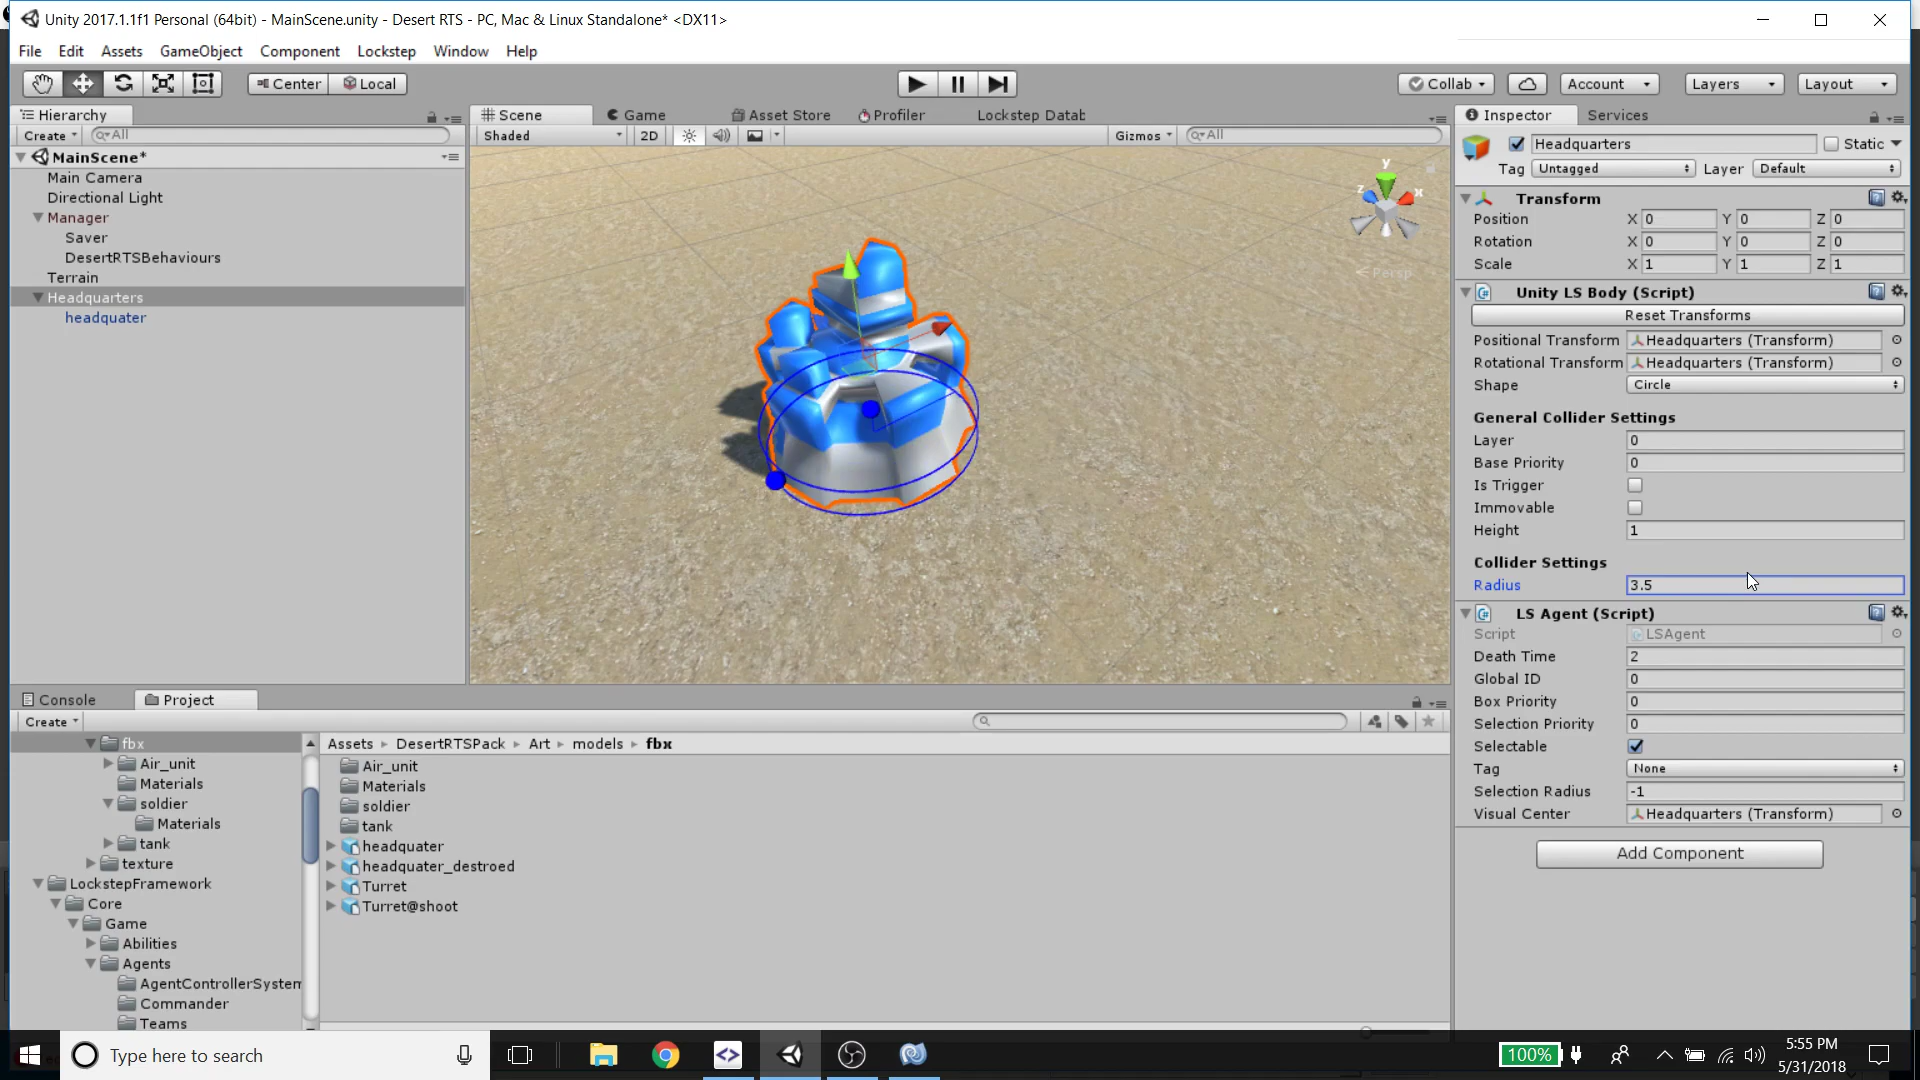 Unity 2017.1.1f1 Personal (64bit) - MainScene.unity - Desert RTS - PC, Mac & Linux Standalone* <DX11>
File Edit Assets GameObject Component Lockstep Window Help
Center Local Collab Account Layers Layout
Hierarchy
Create All
MainScene*
Main Camera
Directional Light
Manager
Saver
DesertRTSBehaviours
Terrain
Headquarters
headquater
Scene Game Asset Store Profiler Lockstep Datab
Shaded 2D Gizmos All
y
z x
Persp
Inspector Services
Headquarters Static
Tag Untagged Layer Default
Transform
Position X 0 Y 0 Z 0
Rotation X 0 Y 0 Z 0
Scale X 1 Y 1 Z 1
Unity LS Body (Script)
Reset Transforms
Positional Transform Headquarters (Transform)
Rotational Transform Headquarters (Transform)
Shape Circle
General Collider Settings
Layer 0
Base Priority 0
Is Trigger
Immovable
Height 1
Collider Settings
Radius 3.5
LS Agent (Script)
Script LSAgent
Death Time 2
Global ID 0
Box Priority 0
Selection Priority 0
Selectable
Tag None
Selection Radius -1
Visual Center Headquarters (Transform)
Add Component
Console Project
Create
fbx
Air_unit
Materials
soldier
Materials
tank
texture
LockstepFramework
Core
Game
Abilities
Agents
AgentControllerSystem
Commander
Teams
Assets DesertRTSPack Art models fbx
Air_unit
Materials
soldier
tank
headquater
headquater_destroed
Turret
Turret@shoot
Type here to search
100%
5:55 PM
5/31/2018